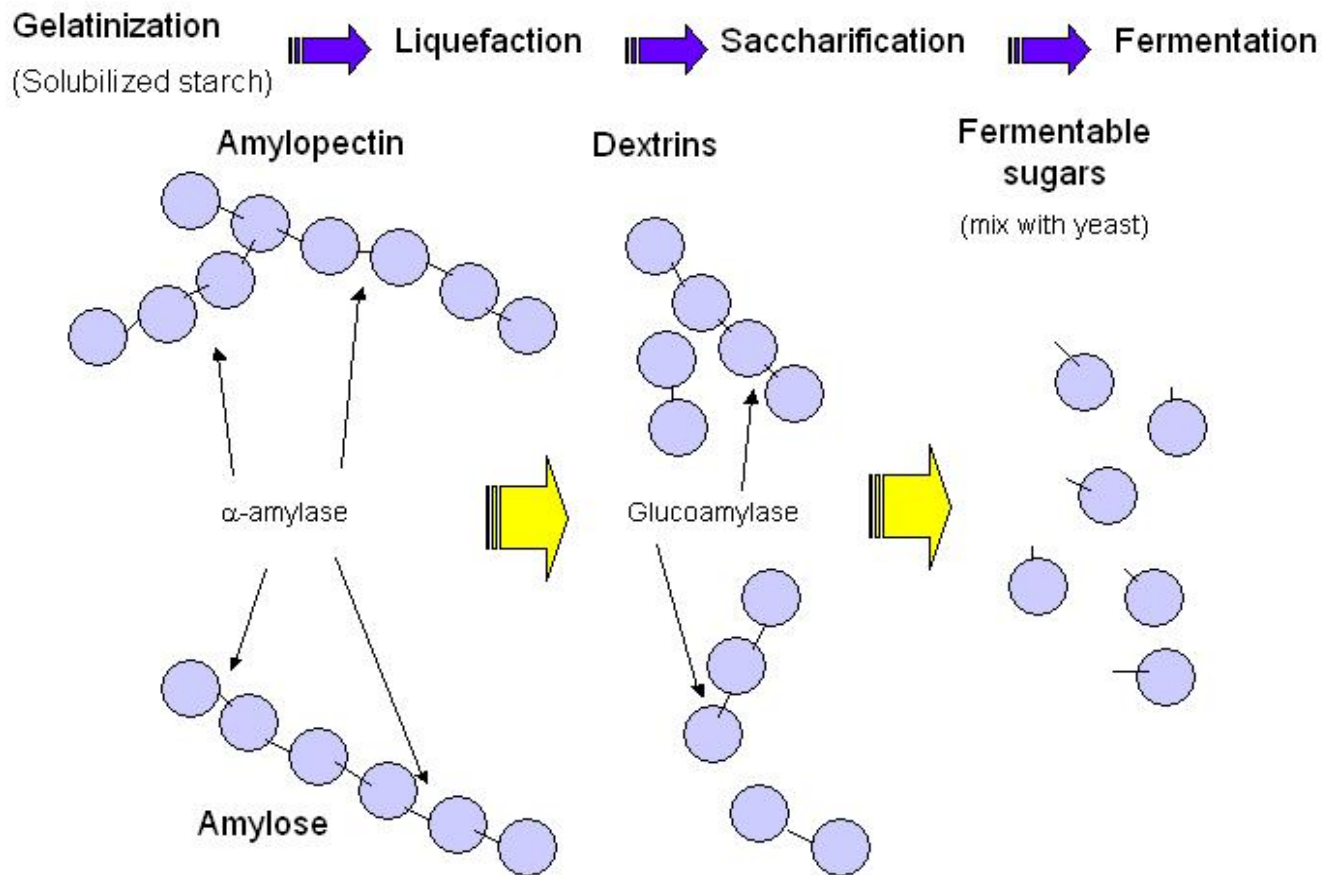 Gelatinization
(Solubilized starch)
Liquefaction
Saccharification
Fermentation
Amylopectin
Dextrins
Fermentable
sugars
(mix with yeast)
α-amylase
Glucoamylase
Amylose